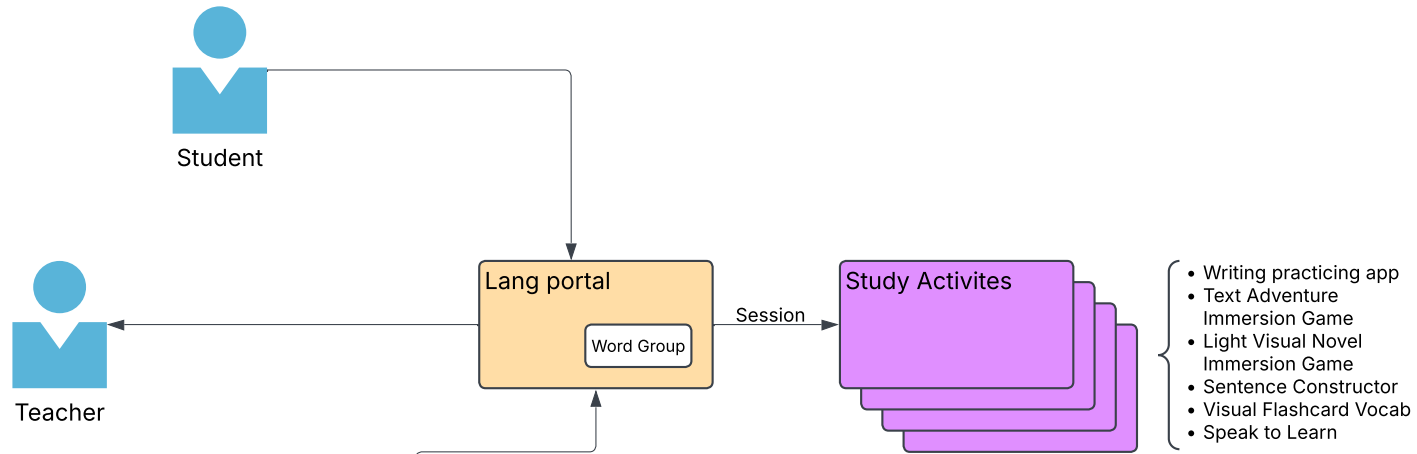 Student
Teacher
Lang portal
Word Group
Session
Study Activites
• Writing practicing app
• Text Adventure
Immersion Game
• Light Visual Novel
Immersion Game
• Sentence Constructor
• Visual Flashcard Vocab
• Speak to Learn